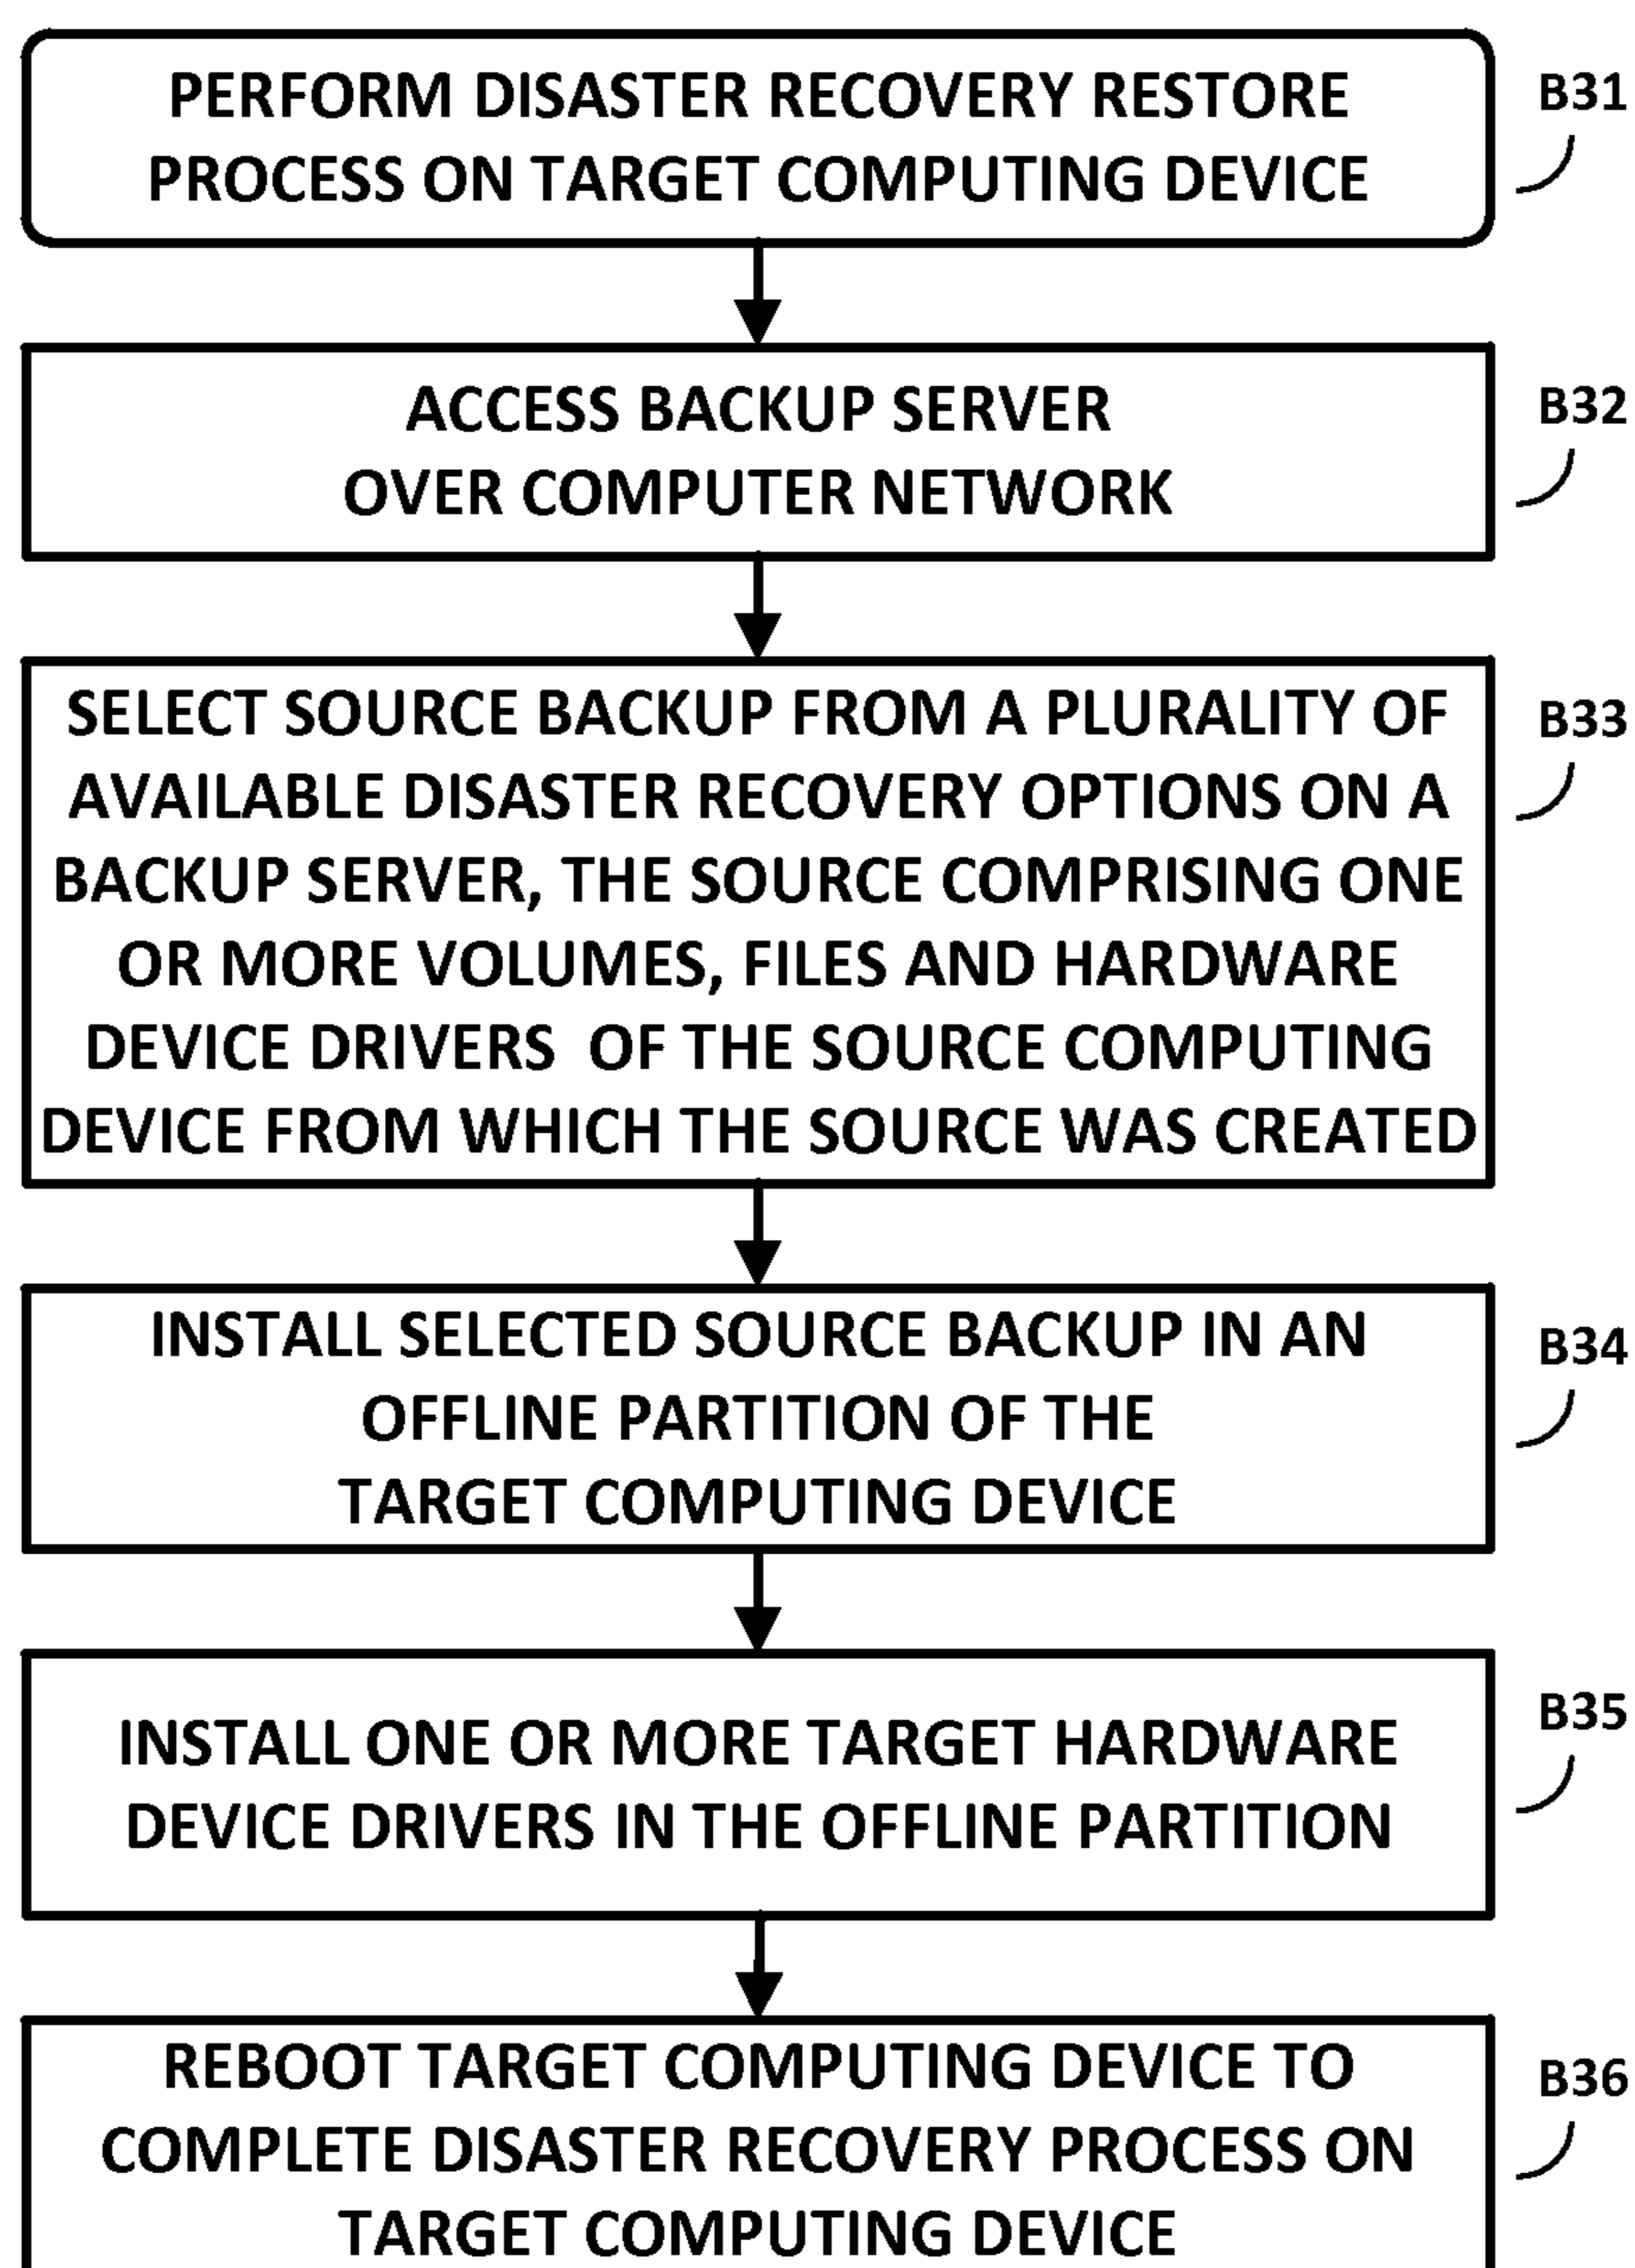 PERFORM DISASTER RECOVERY RESTORE
PROCESS ON TARGET COMPUTING DEVICE
B31
ACCESS BACKUP SERVER
OVER COMPUTER NETWORK
B32
SELECT SOURCE BACKUP FROM A PLURALITY OF
AVAILABLE DISASTER RECOVERY OPTIONS ON A
BACKUP SERVER, THE SOURCE COMPRISING ONE
OR MORE VOLUMES, FILES AND HARDWARE
DEVICE DRIVERS OF THE SOURCE COMPUTING
DEVICE FROM WHICH THE SOURCE WAS CREATED
B33
INSTALL SELECTED SOURCE BACKUP IN AN
OFFLINE PARTITION OF THE
TARGET COMPUTING DEVICE
B34
INSTALL ONE OR MORE TARGET HARDWARE
DEVICE DRIVERS IN THE OFFLINE PARTITION
B35
REBOOT TARGET COMPUTING DEVICE TO
COMPLETE DISASTER RECOVERY PROCESS ON
TARGET COMPUTING DEVICE
B36